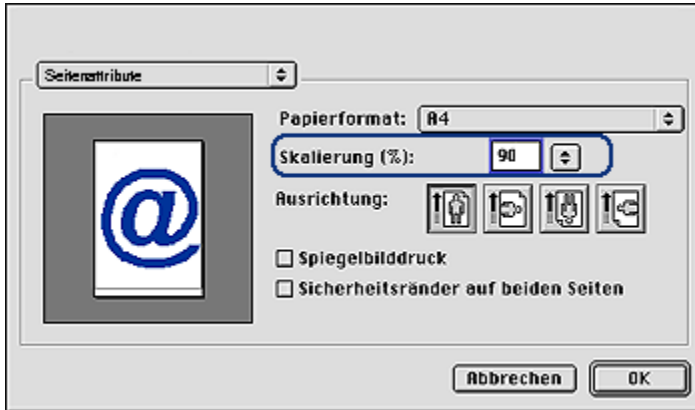 Seitenattribute
Papierformat: A4
Skalierung (%): 90
@
Ausrichtung:
Spiegelbilddruck
Sicherheitsränder auf beiden Seiten
Abbrechen OK